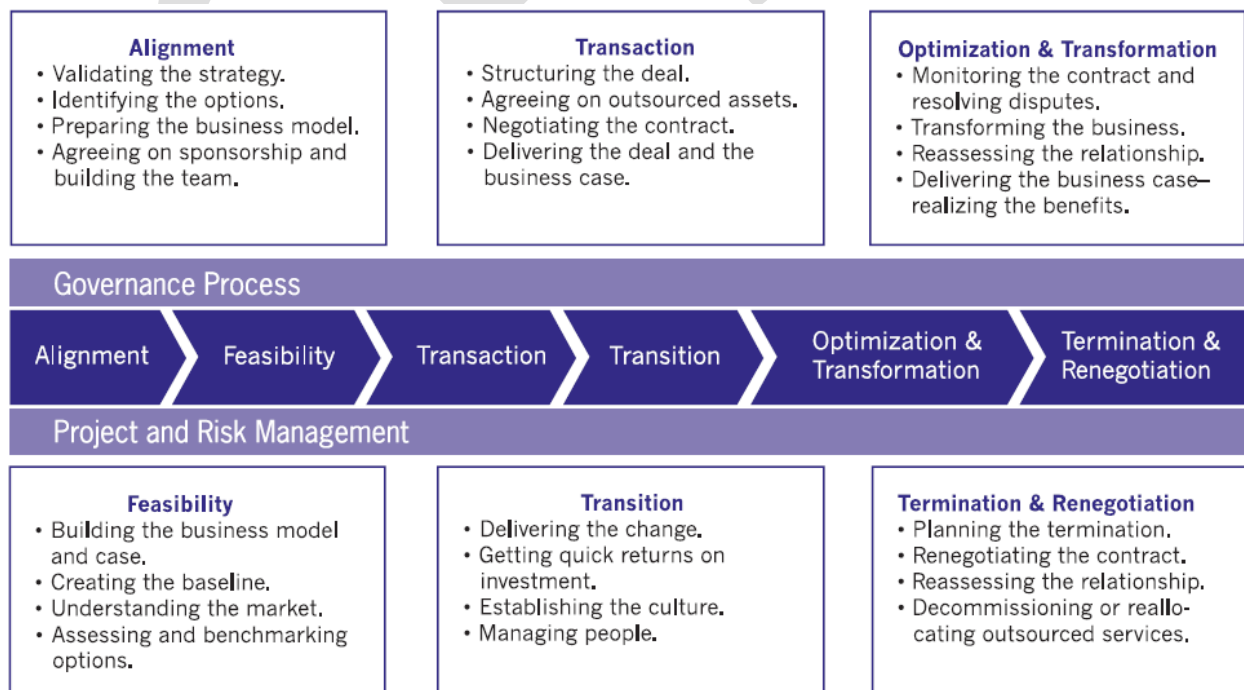 Alignment
• Validating the strategy.
• Identifying the options.
• Preparing the business model.
• Agreeing on sponsorship and
building the team.
Transaction
• Structuring the deal.
• Agreeing on outsourced assets.
• Negotiating the contract.
• Delivering the deal and the
business case.
Optimization & Transformation
• Monitoring the contract and
resolving disputes.
• Transforming the business.
• Reassessing the relationship.
• Delivering the business case–
realizing the benefits.
Governance Process
Alignment
Feasibility
Transaction
Transition
Optimization &
Transformation
Termination &
Renegotiation
Project and Risk Management
Feasibility
• Building the business model
and case.
• Creating the baseline.
• Understanding the market.
• Assessing and benchmarking
options.
Transition
• Delivering the change.
• Getting quick returns on
investment.
• Establishing the culture.
• Managing people.
Termination & Renegotiation
• Planning the termination.
• Renegotiating the contract.
• Reassessing the relationship.
• Decommissioning or reallo-
cating outsourced services.